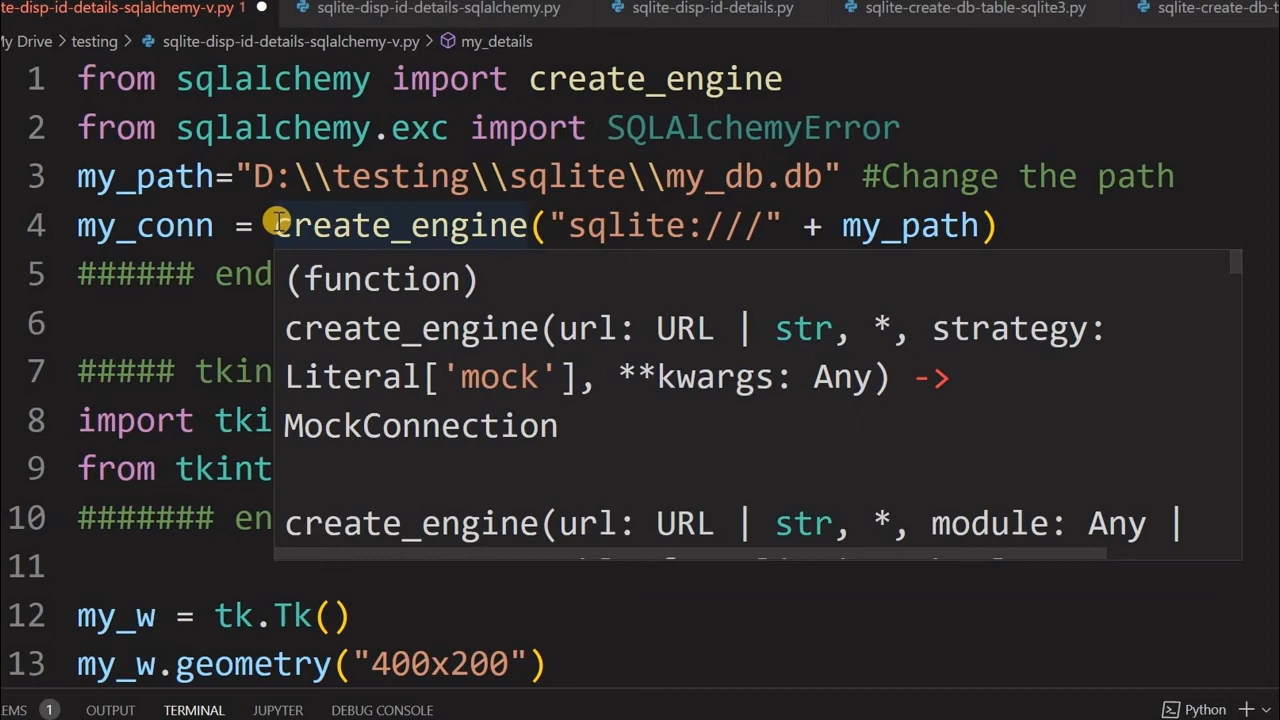 te-disp-id-details-sqlalchemy-v.py 1 ● sqlite-disp-id-details-sqlalchemy.py sqlite-disp-id-details.py sqlite-create-db-table-sqlite3.py sqlite-create-db-t
My Drive > testing > sqlite-disp-id-details-sqlalchemy-v.py > my_details
1 from sqlalchemy import create_engine
2 from sqlalchemy.exc import SQLAlchemyError
3 my_path="D:\\testing\\sqlite\\my_db.db" #Change the path
4 my_conn = create_engine("sqlite:///" + my_path)
5 ###### end
(function)
6
create_engine(url: URL | str, *, strategy:
7 ##### tkin
Literal['mock'], **kwargs: Any) ->
8 import tki
MockConnection
9 from tkint
10 ####### en
create_engine(url: URL | str, *, module: Any |
11
12 my_w = tk.Tk()
13 my_w.geometry("400x200")
EMS 1 OUTPUT TERMINAL JUPYTER DEBUG CONSOLE Python